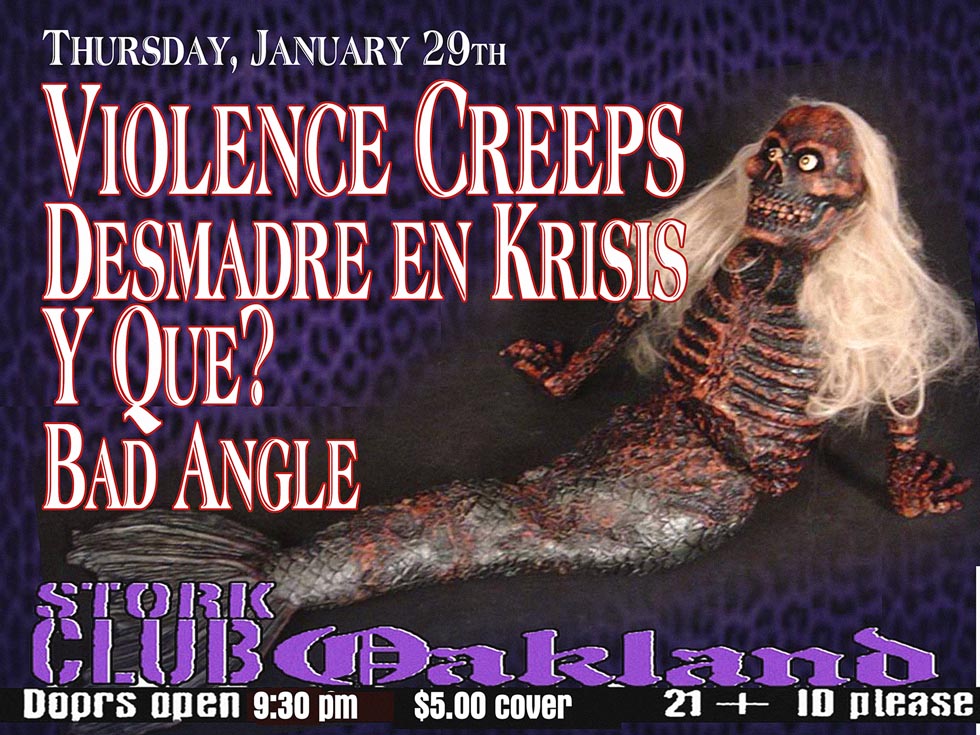 Thursday, January 29th
Violence Creeps
Desmadre en Krisis
Y Que?
Bad Angle
STORK
CLUB Oakland
Doors open 9:30 pm $5.00 cover 21 + ID please